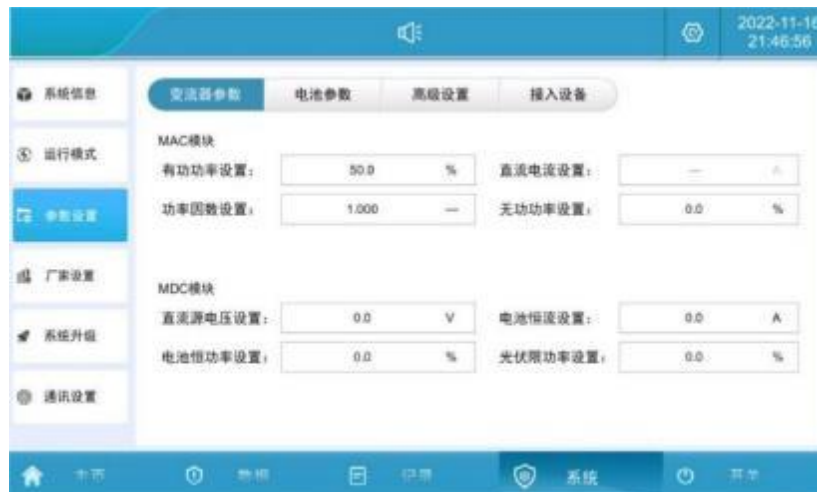 2022-11-16
21:46:56
系统信息
变流器参数 电池参数 高级设置 接入设备
运行模式
MAC模块
有功功率设置： 50.0 % 直流电流设置： — A
参数设置
功率因数设置： 1.000 — 无功功率设置： 0.0 %
厂家设置
MDC模块
直流源电压设置： 0.0 V 电池恒流设置： 0.0 A
系统升级
电池恒功率设置： 0.0 % 光伏限功率设置： 0.0 %
通讯设置
主页 数据 记录 系统